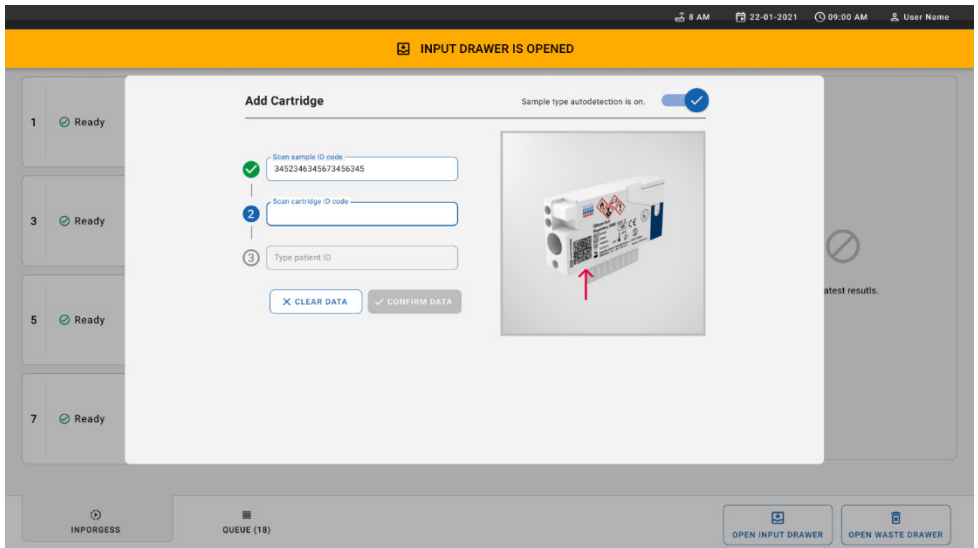 8 AM 22-01-2021 09:00 AM User Name
INPUT DRAWER IS OPENED
Add Cartridge
Sample type autodetection is on.
1 Ready
3 Ready
5 Ready
7 Ready
Scan sample ID code
3452346345673456345
2
Scan cartridge ID code
3
Type patient ID
CLEAR DATA
CONFIRM DATA
atest resutls.
INPORGESS
QUEUE (18)
OPEN INPUT DRAWER
OPEN WASTE DRAWER